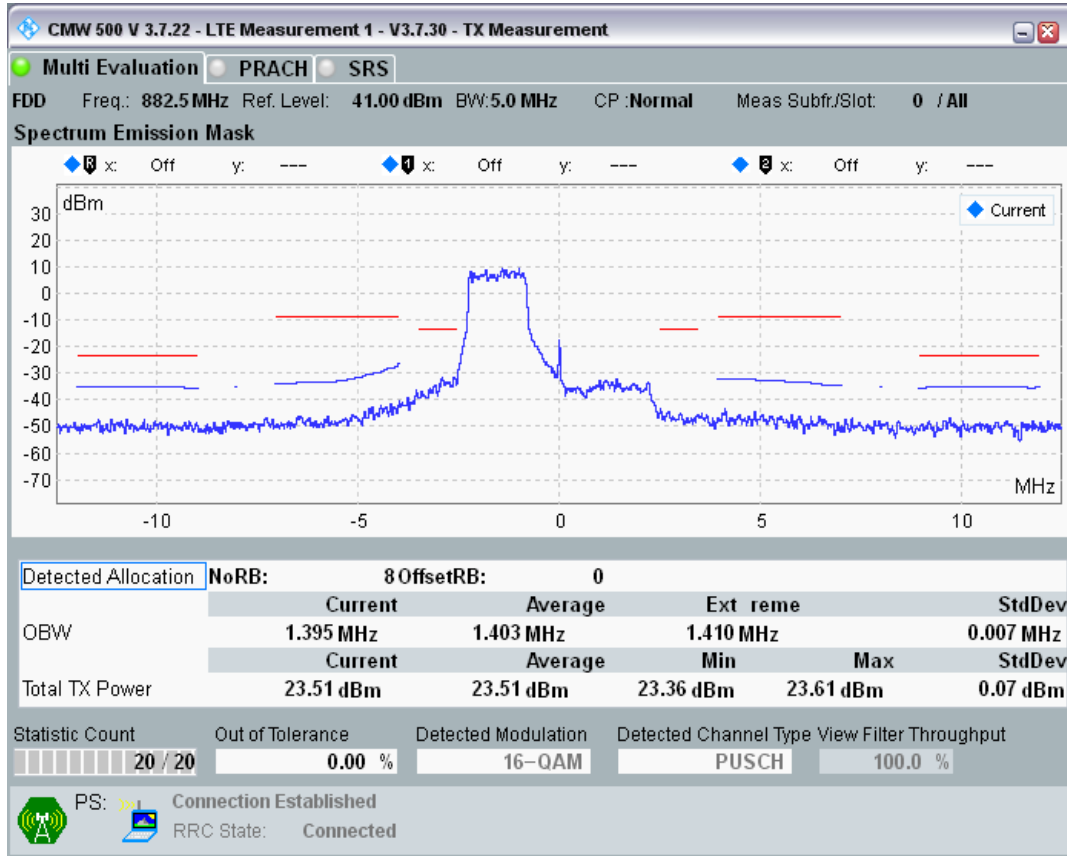 CMW 500 V 3.7.22 - LTE Measurement 1 - V3.7.30 - TX Measurement
Multi Evaluation PRACH SRS
FDD Freq.: 882.5 MHz Ref. Level: 41.00 dBm BW:5.0 MHz CP :Normal Meas Subfr./Slot: 0 / All
Spectrum Emission Mask
R x: Off y: --- 1 x: Off y: --- 2 x: Off y: ---
dBm
Current
30
20
10
0
-10
-20
-30
-40
-50
-60
-70
MHz
-10 -5 0 5 10
Detected Allocation NoRB: 8 OffsetRB: 0
Current Average Ext reme StdDev
OBW 1.395 MHz 1.403 MHz 1.410 MHz 0.007 MHz
Current Average Min Max StdDev
Total TX Power 23.51 dBm 23.51 dBm 23.36 dBm 23.61 dBm 0.07 dBm
Statistic Count Out of Tolerance Detected Modulation Detected Channel Type View Filter Throughput
20 / 20 0.00 % 16-QAM PUSCH 100.0 %
PS: Connection Established
RRC State: Connected